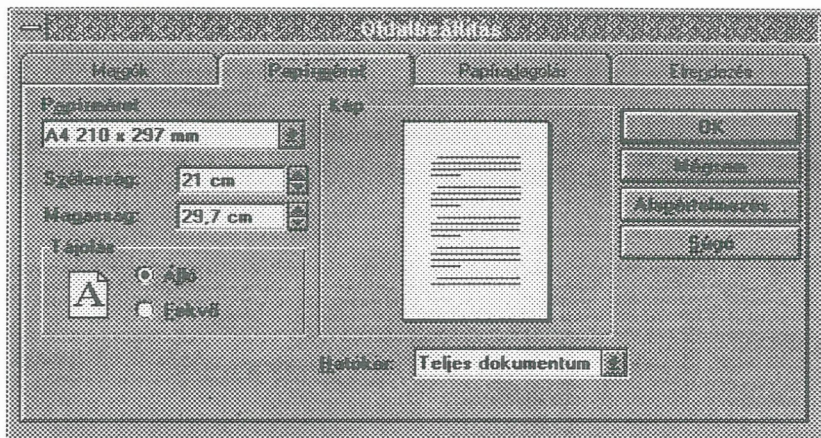 Oldalbeállítás
Margók
Papírméret
Papíradagolás
Elrendezés
Papírméret
A4 210 x 297 mm
Szélesség:
21 cm
Magasság:
29,7 cm
Tájolás
A
Álló
Fekvő
Kép
Hatókör:
Teljes dokumentum
OK
Mégsem
Alapértelmezés...
Súgó